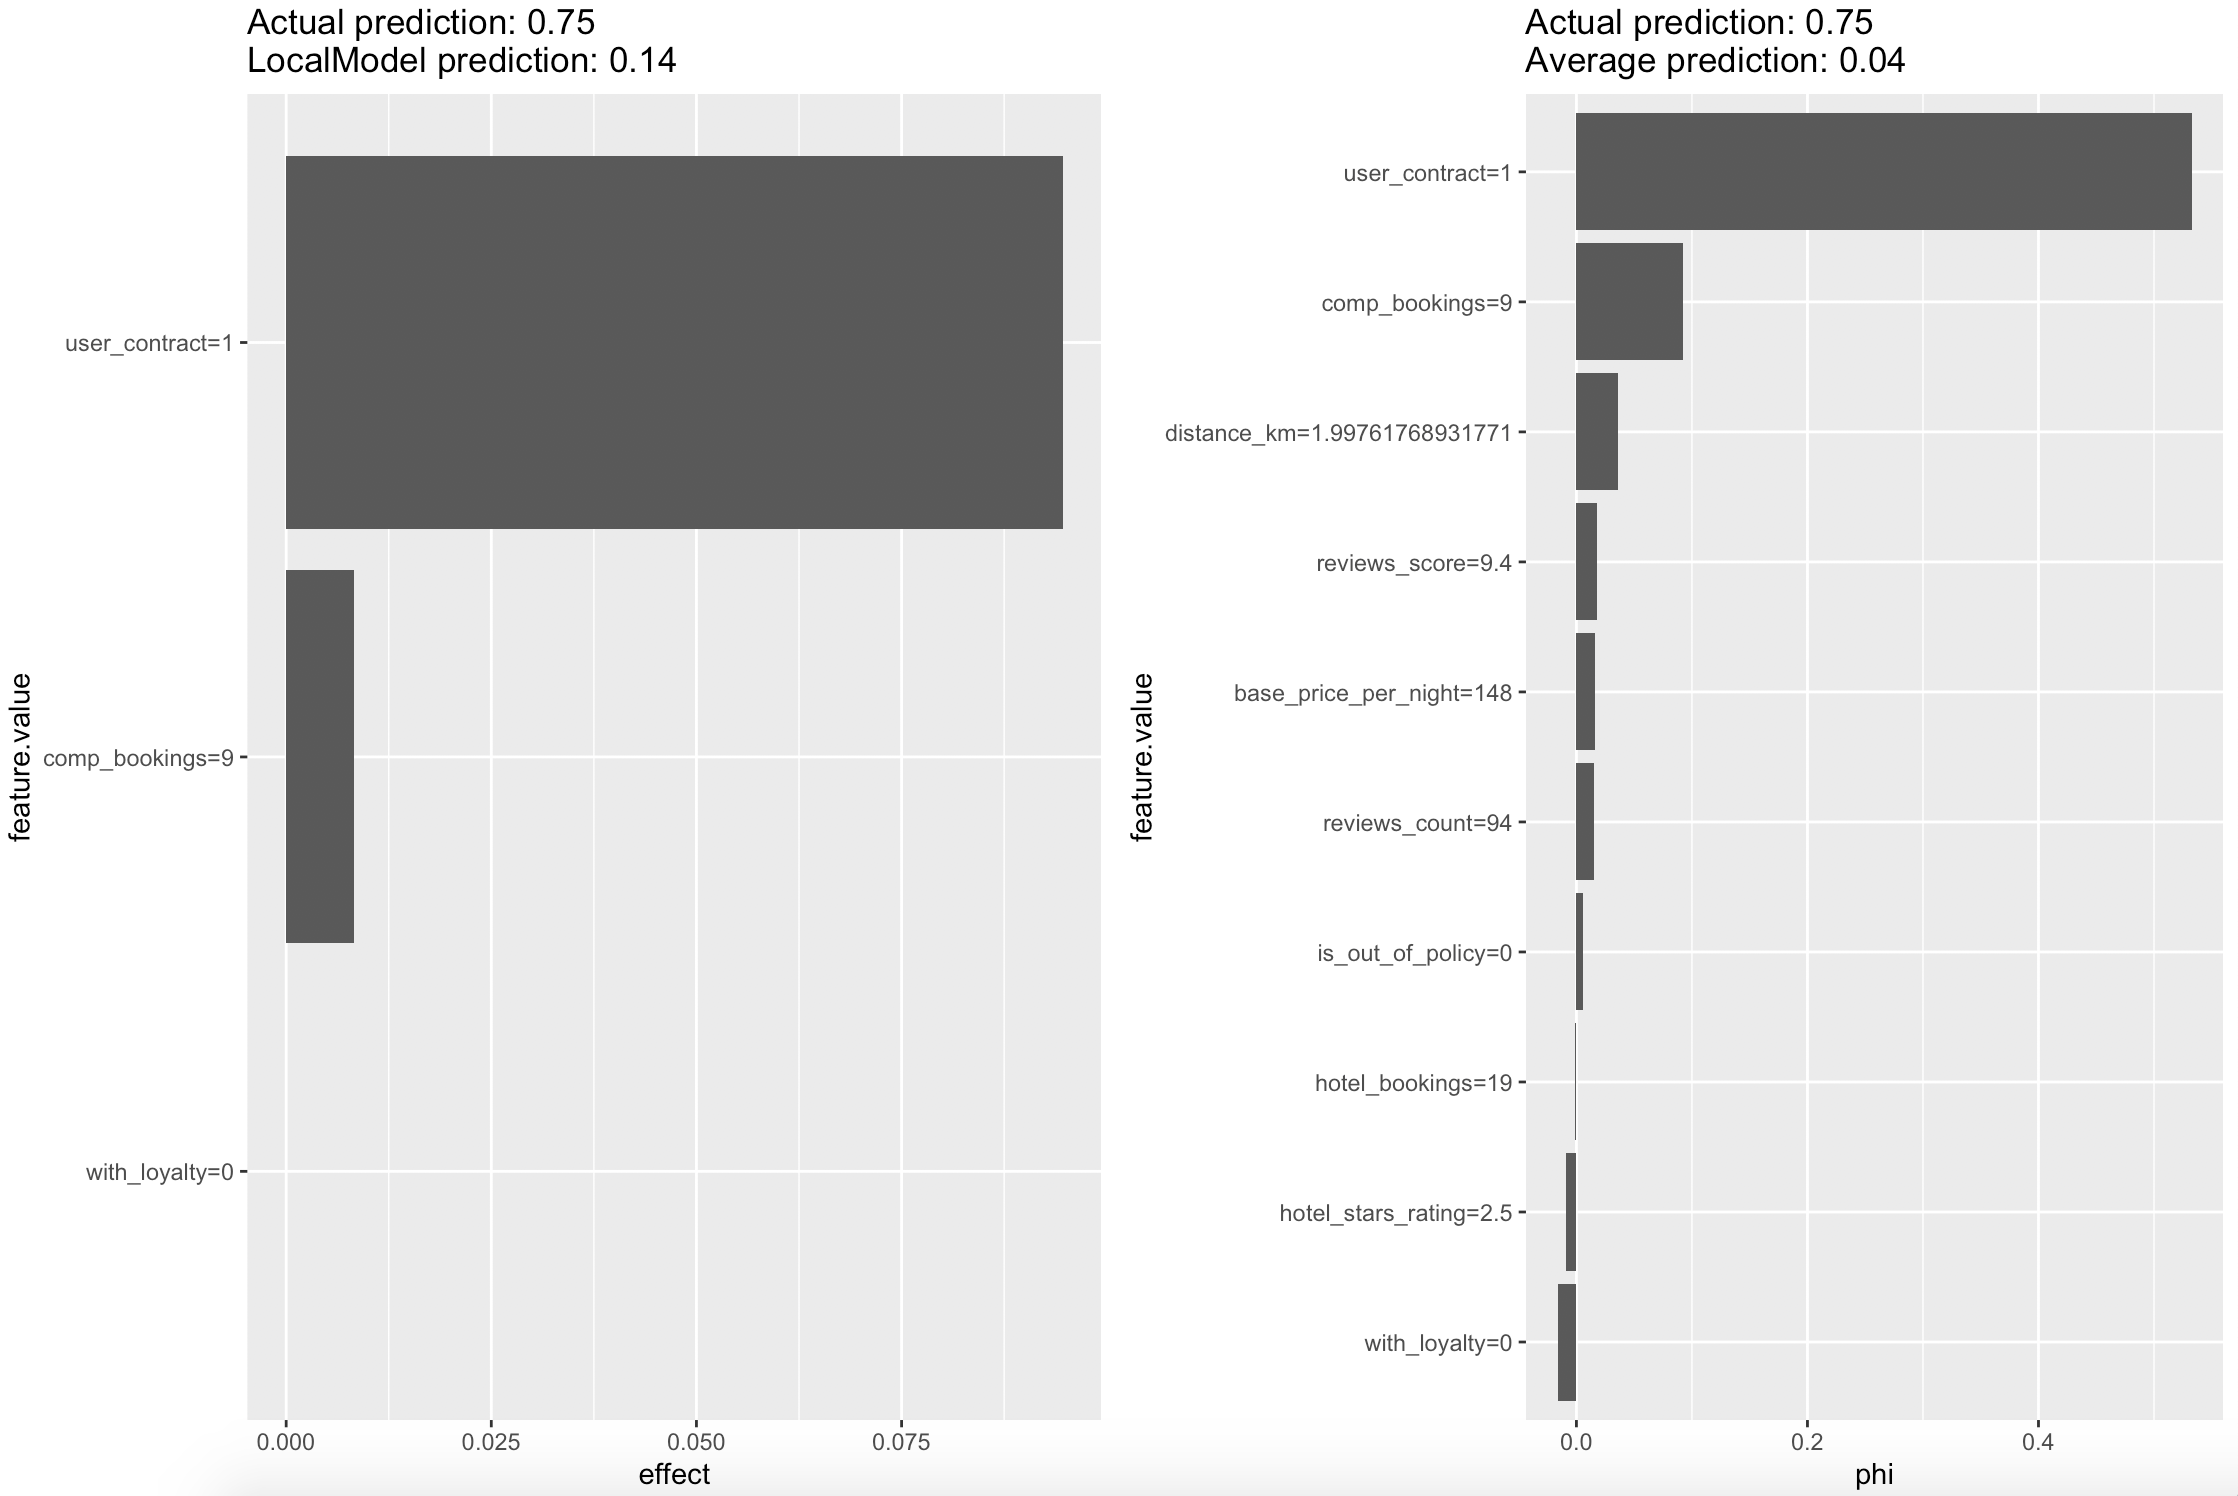 Actual prediction: 0.75
LocalModel prediction: 0.14
feature.value
user_contract=1
comp_bookings=9
with_loyalty=0
0.000
0.025
0.050
0.075
effect
Actual prediction: 0.75
Average prediction: 0.04
feature.value
user_contract=1
comp_bookings=9
distance_km=1.99761768931771
reviews_score=9.4
base_price_per_night=148
reviews_count=94
is_out_of_policy=0
hotel_bookings=19
hotel_stars_rating=2.5
with_loyalty=0
0.0
0.2
0.4
phi